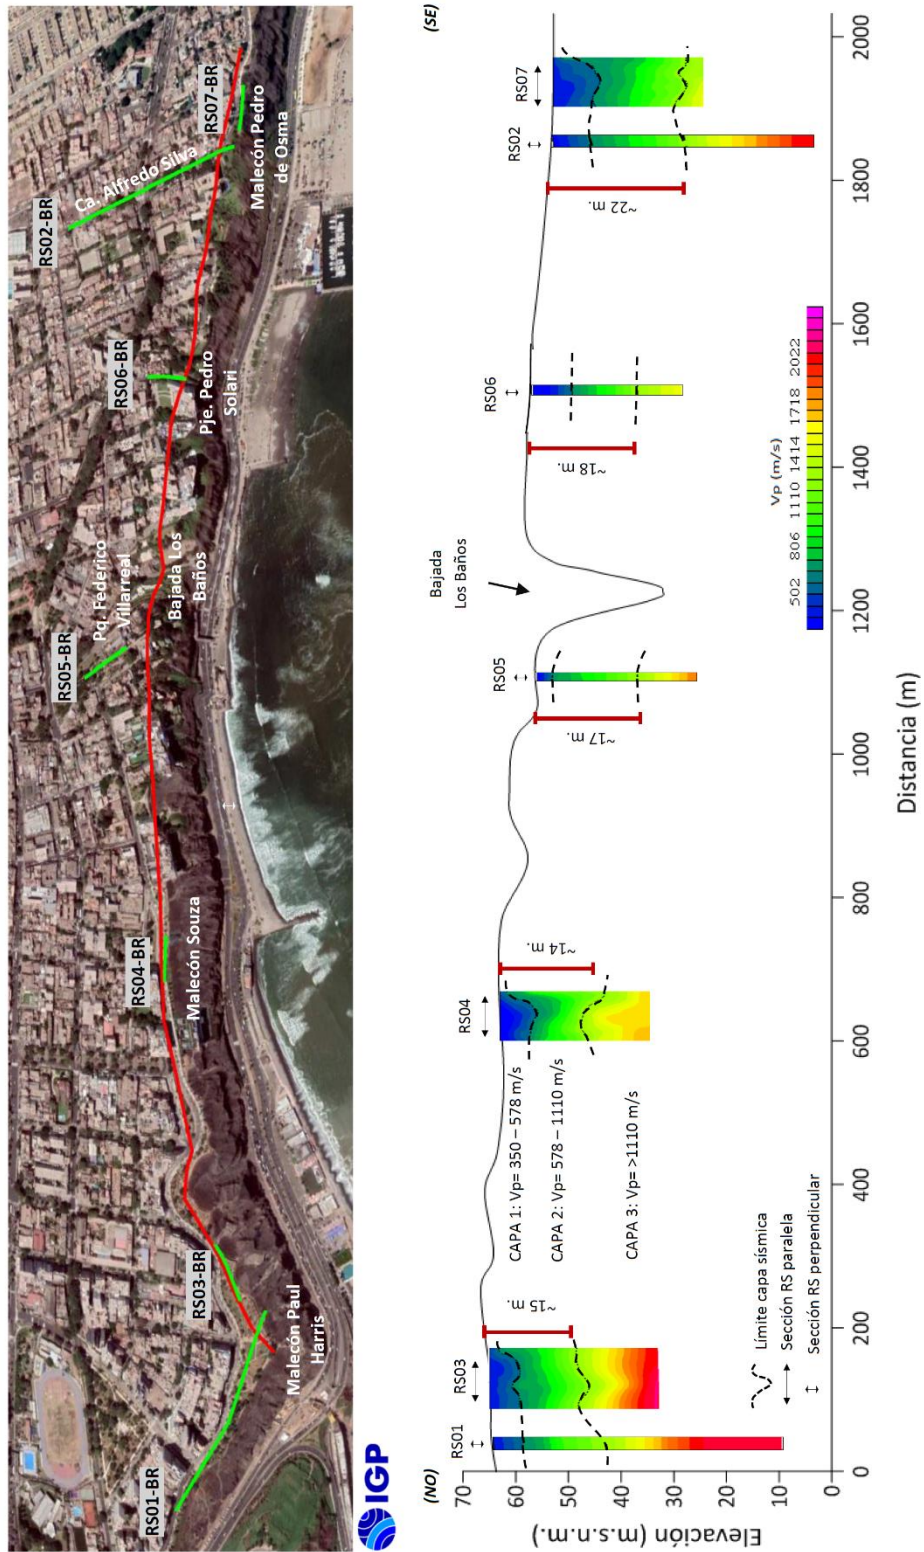 RS01-BR
RS03-BR
RS04-BR
RS05-BR
RS06-BR
RS02-BR
RS07-BR
Malecón Paul
Harris
Malecón Souza
Pq. Federico
Villarreal
Bajada Los
Baños
Pje. Pedro
Solari
Ca. Alfredo Silva
Malecón Pedro
de Osma
IGP
(NO)
(SE)
RS01
RS03
RS04
RS05
RS06
RS02
RS07
~15 m.
~14 m.
~17 m.
~18 m.
~22 m.
Bajada
Los Baños
CAPA 1: Vp= 350 – 578 m/s
CAPA 2: Vp= 578 – 1110 m/s
CAPA 3: Vp= >1110 m/s
Límite capa sísmica
Sección RS paralela
Sección RS perpendicular
Vp (m/s)
502 806 1110 1414 1718 2022
Elevación (m.s.n.m.)
70 60 50 40 30 20 10 0
0 200 400 600 800 1000 1200 1400 1600 1800 2000
Distancia (m)